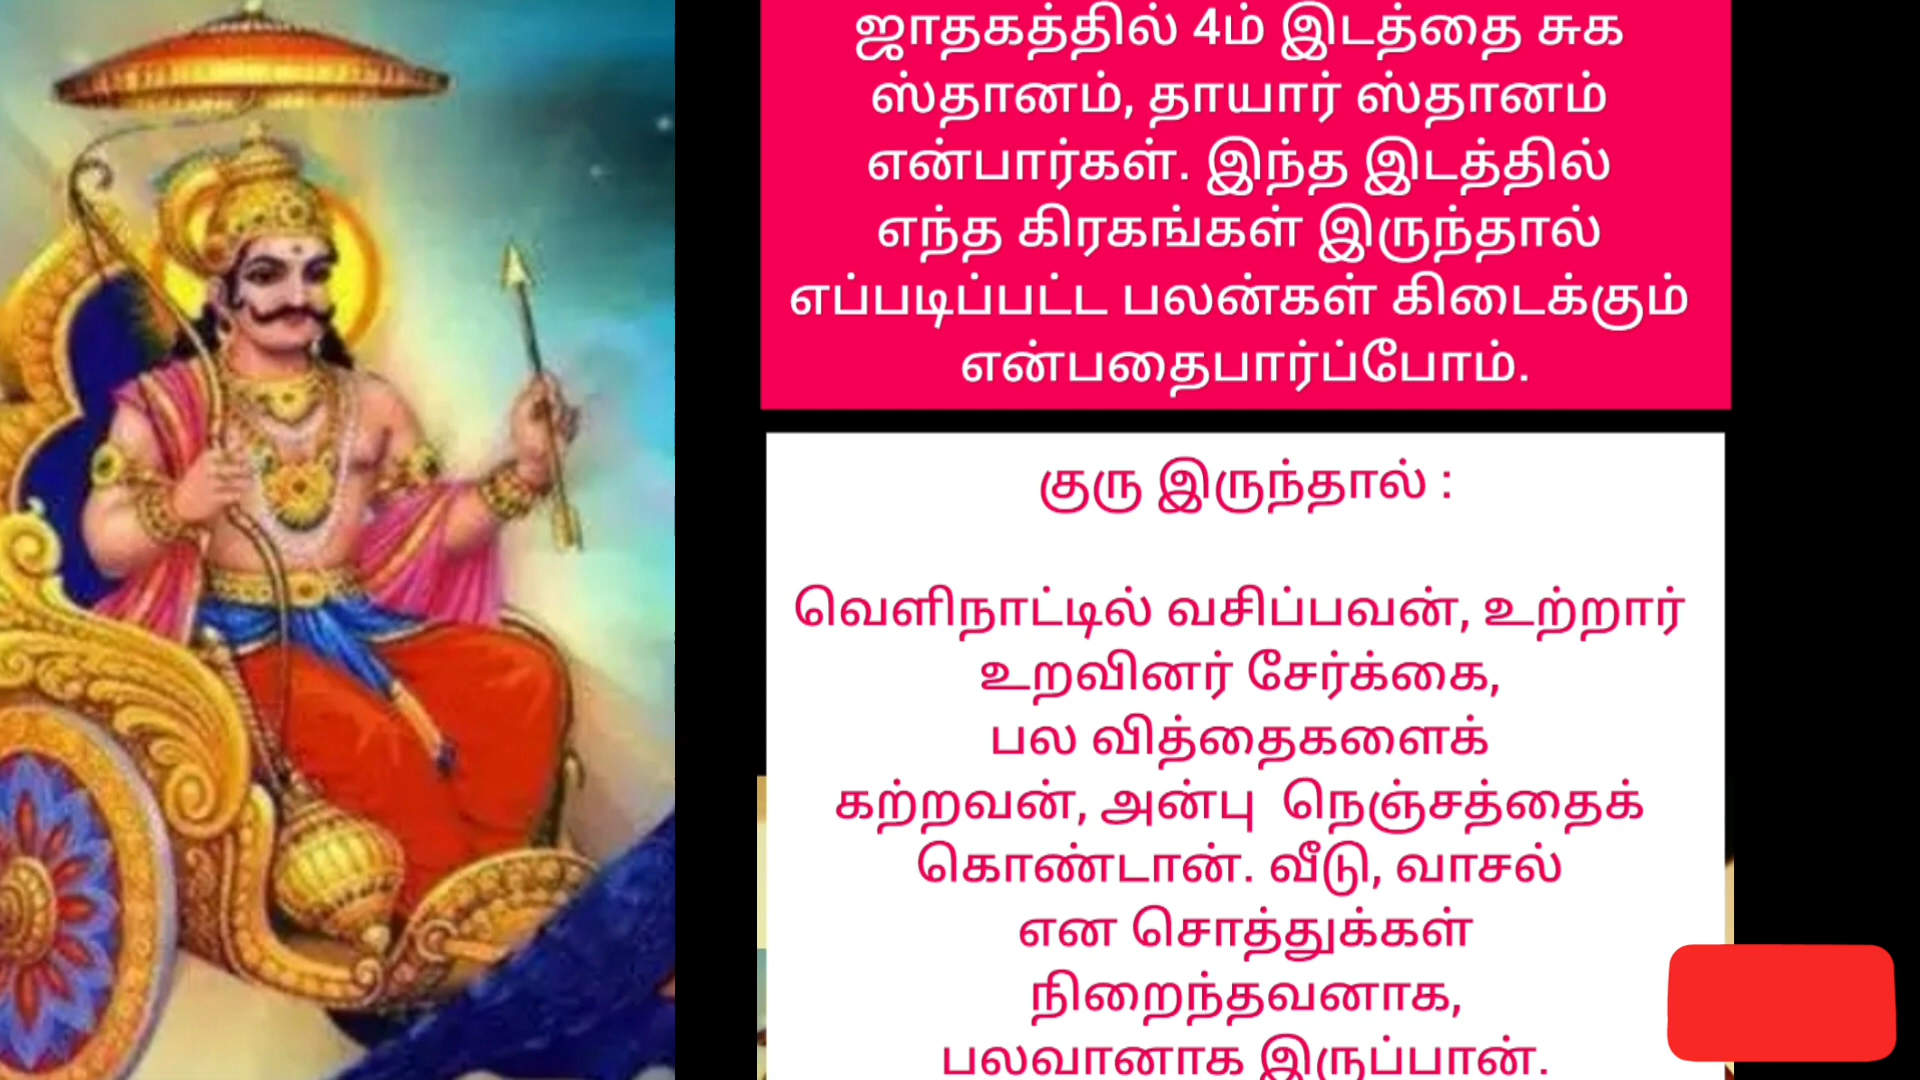 ஜாதகத்தில் 4ம் இடத்தை சுக
ஸ்தானம், தாயார் ஸ்தானம்
என்பார்கள். இந்த இடத்தில்
எந்த கிரகங்கள் இருந்தால்
எப்படிப்பட்ட பலன்கள் கிடைக்கும்
என்பதைபார்ப்போம்.
குரு இருந்தால் :
வெளிநாட்டில் வசிப்பவன், உற்றார்
உறவினர் சேர்க்கை,
பல வித்தைகளைக்
கற்றவன், அன்பு நெஞ்சத்தைக்
கொண்டான். வீடு, வாசல்
என சொத்துக்கள்
நிறைந்தவனாக,
பலவானாக இருப்பான்.